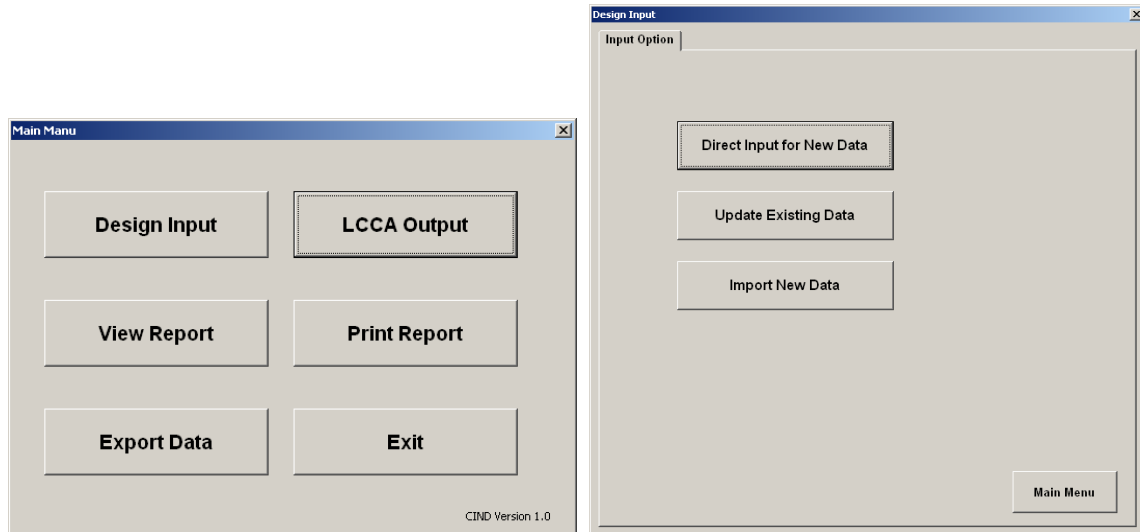 Main Manu
Design Input
LCCA Output
View Report
Print Report
Export Data
Exit
CIND Version 1.0
Design Input
Input Option
Direct Input for New Data
Update Existing Data
Import New Data
Main Menu